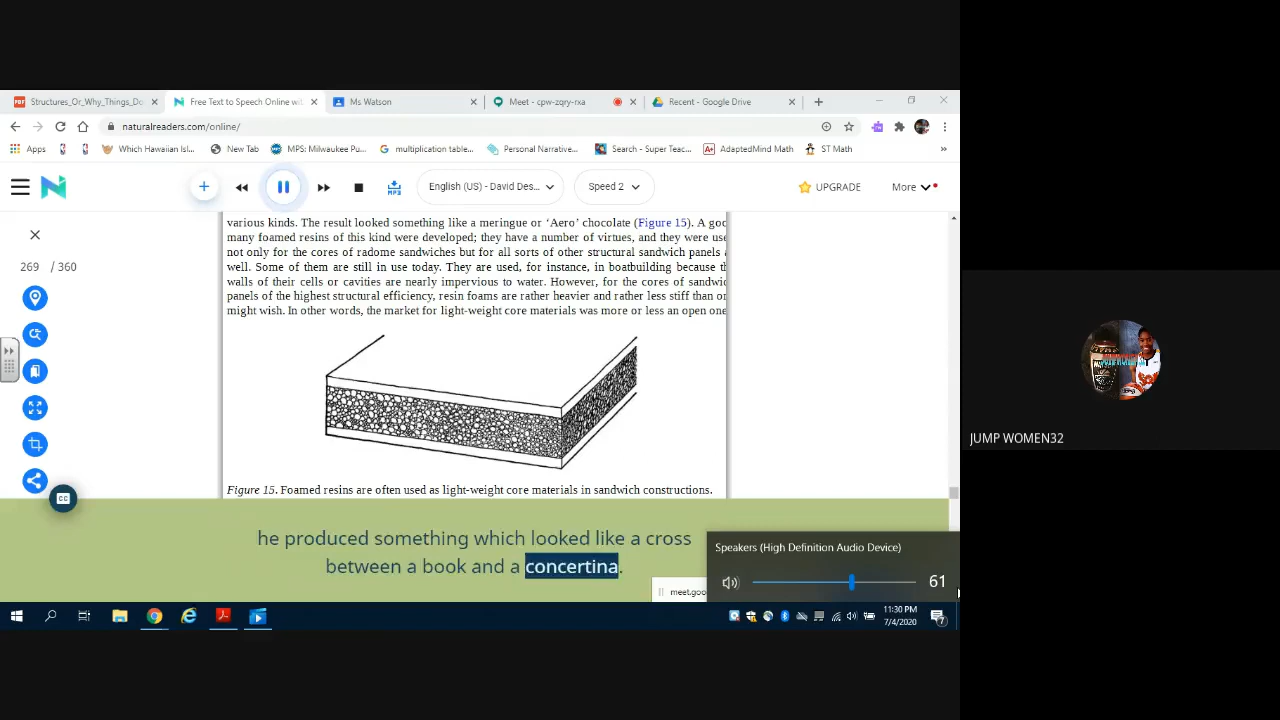 Structures_Or_Why_Things_Do
Free Text to Speech Online wit
Ms Watson
Meet - cpw-zqry-rxa
Recent - Google Drive
naturalreaders.com/online/
Apps
Which Hawaiian Isl...
New Tab
MPS: Milwaukee Pu...
multiplication table...
Personal Narrative...
Search - Super Teac...
AdaptedMind Math
ST Math
»
MP3
English (US) - David Des...
Speed 2
UPGRADE
More
269 / 360
various kinds. The result looked something like a meringue or ‘Aero’ chocolate (Figure 15). A goo
many foamed resins of this kind were developed; they have a number of virtues, and they were use
not only for the cores of radome sandwiches but for all sorts of other structural sandwich panels a
well. Some of them are still in use today. They are used, for instance, in boatbuilding because th
walls of their cells or cavities are nearly impervious to water. However, for the cores of sandwic
panels of the highest structural efficiency, resin foams are rather heavier and rather less stiff than on
might wish. In other words, the market for light-weight core materials was more or less an open one
Figure 15. Foamed resins are often used as light-weight core materials in sandwich constructions.
CC
he produced something which looked like a cross
between a book and a concertina.
Speakers (High Definition Audio Device)
61
meet.goo
11:30 PM
7/4/2020
7
JUMP WOMEN32